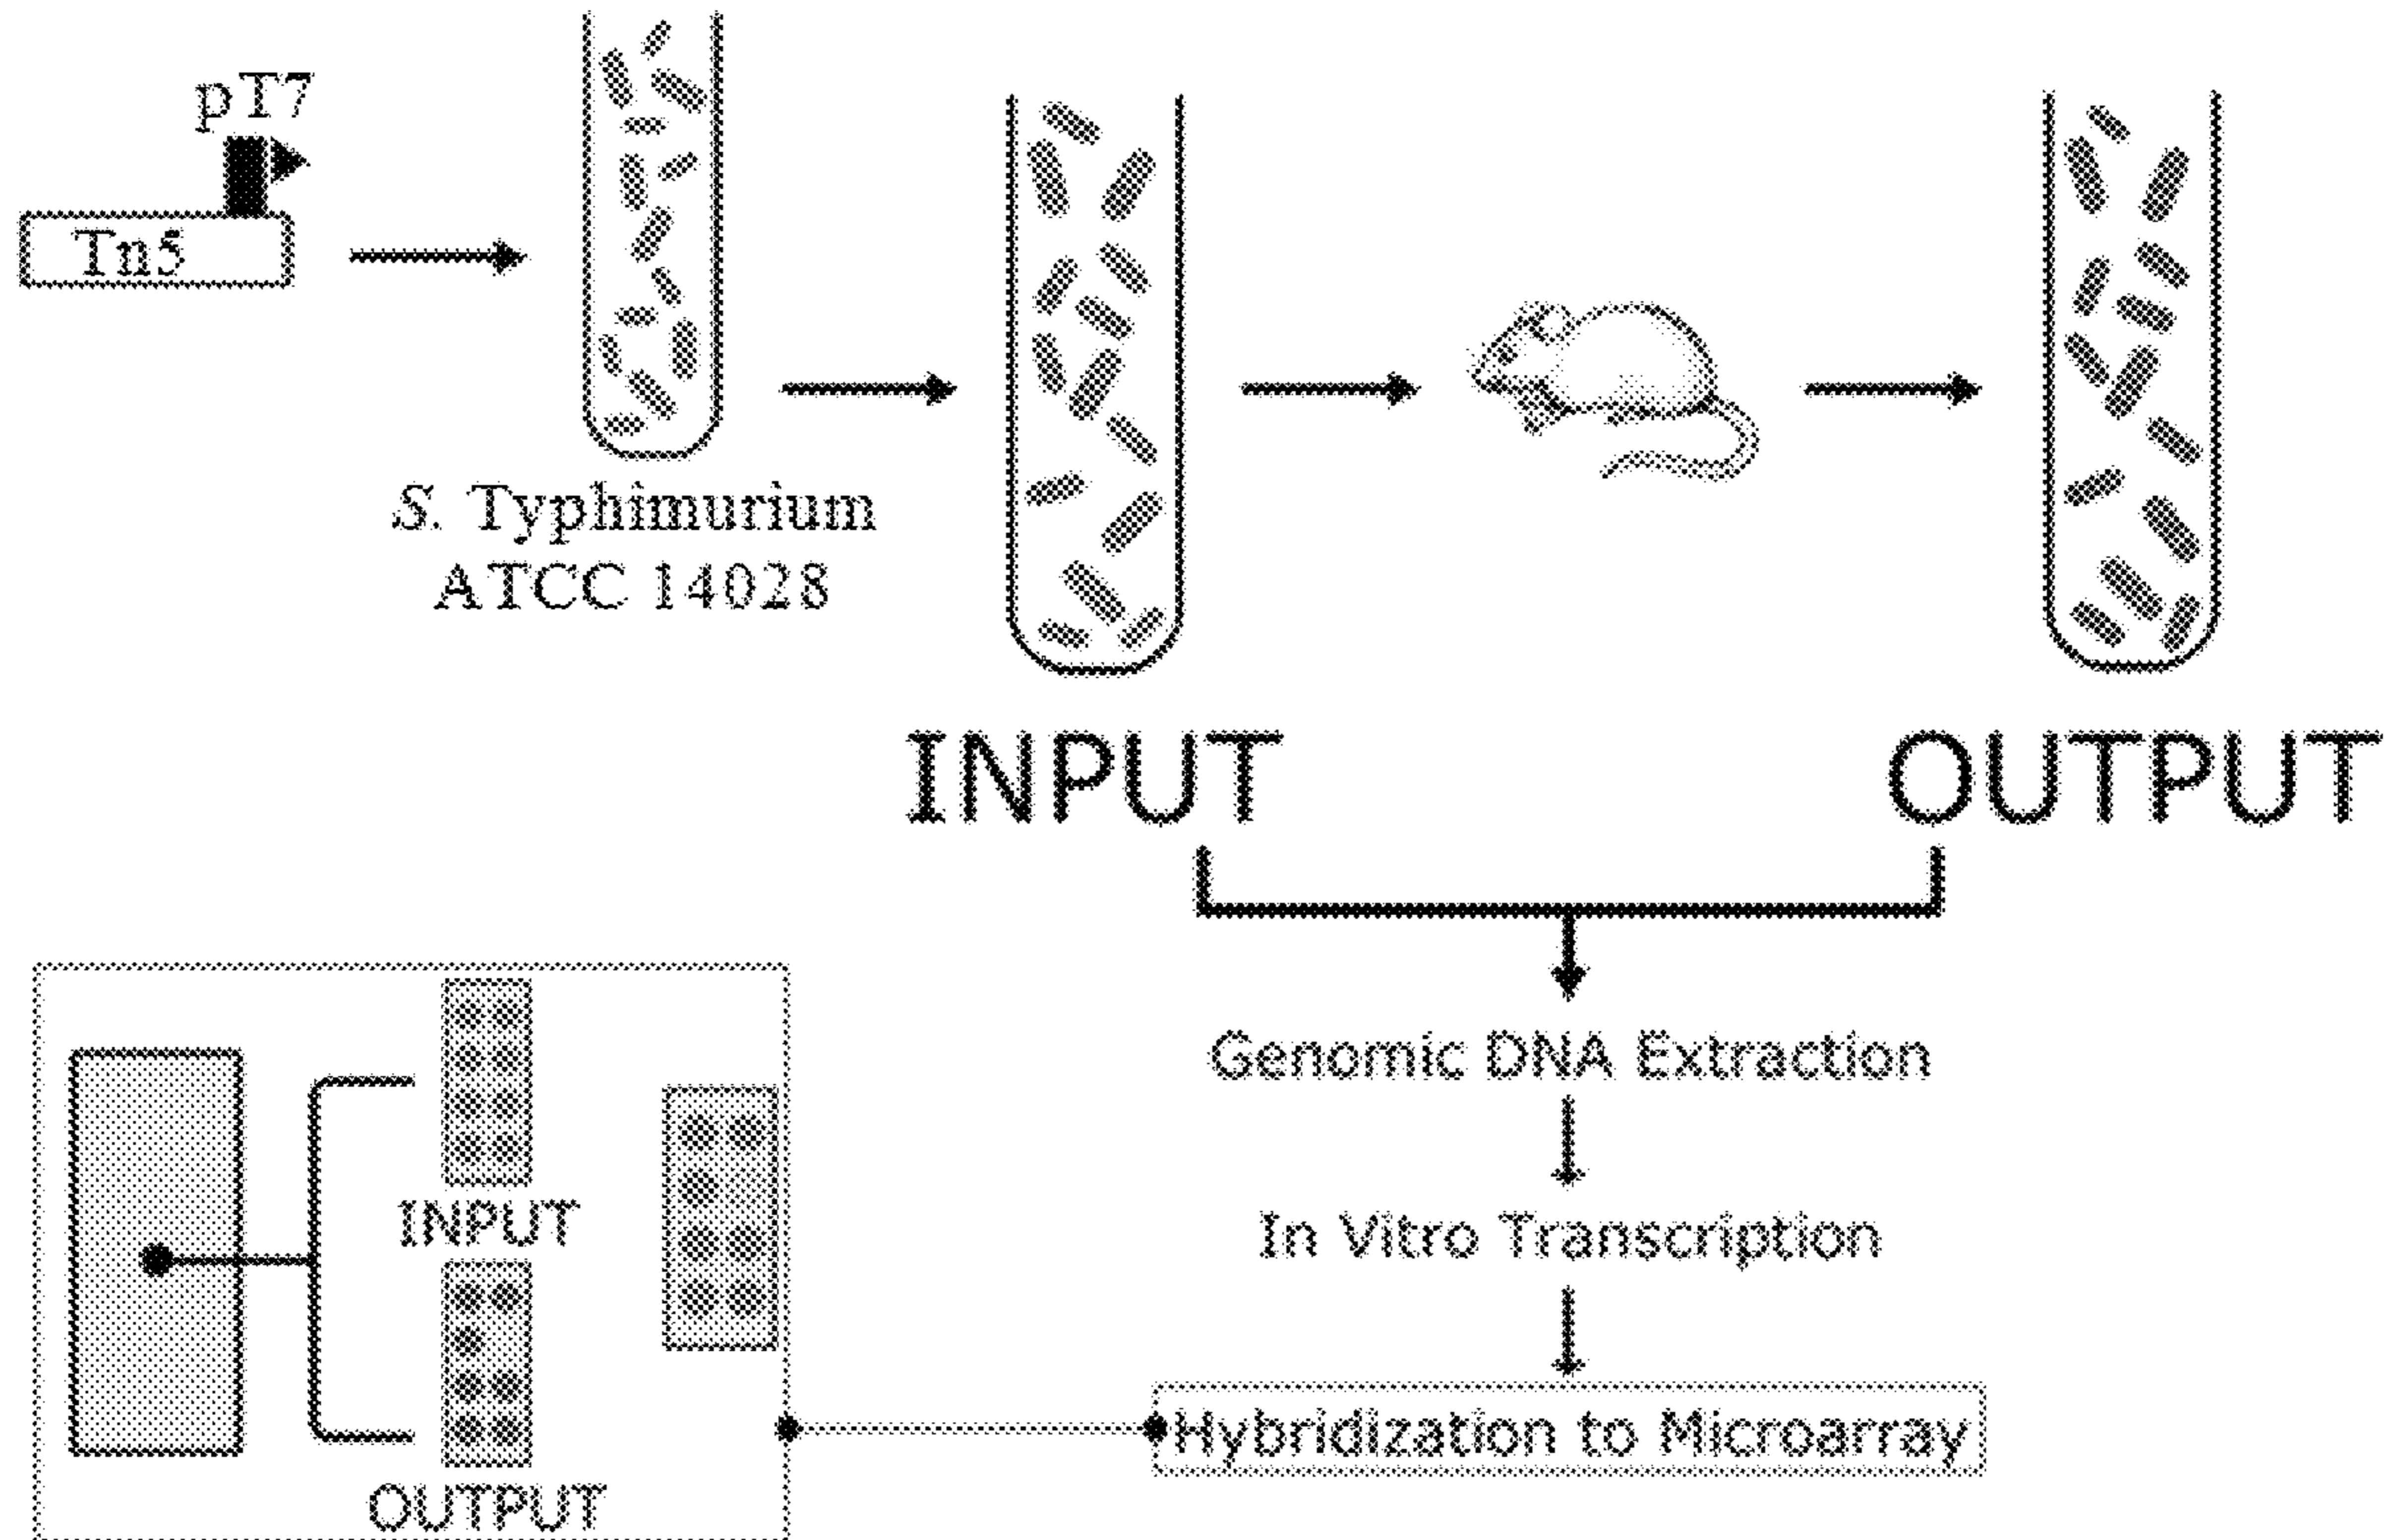 pT7
Tn5
S. Typhimurium
ATCC 14028
INPUT
OUTPUT
Genomic DNA Extraction
In Vitro Transcription
Hybridization to Microarray
INPUT
OUTPUT